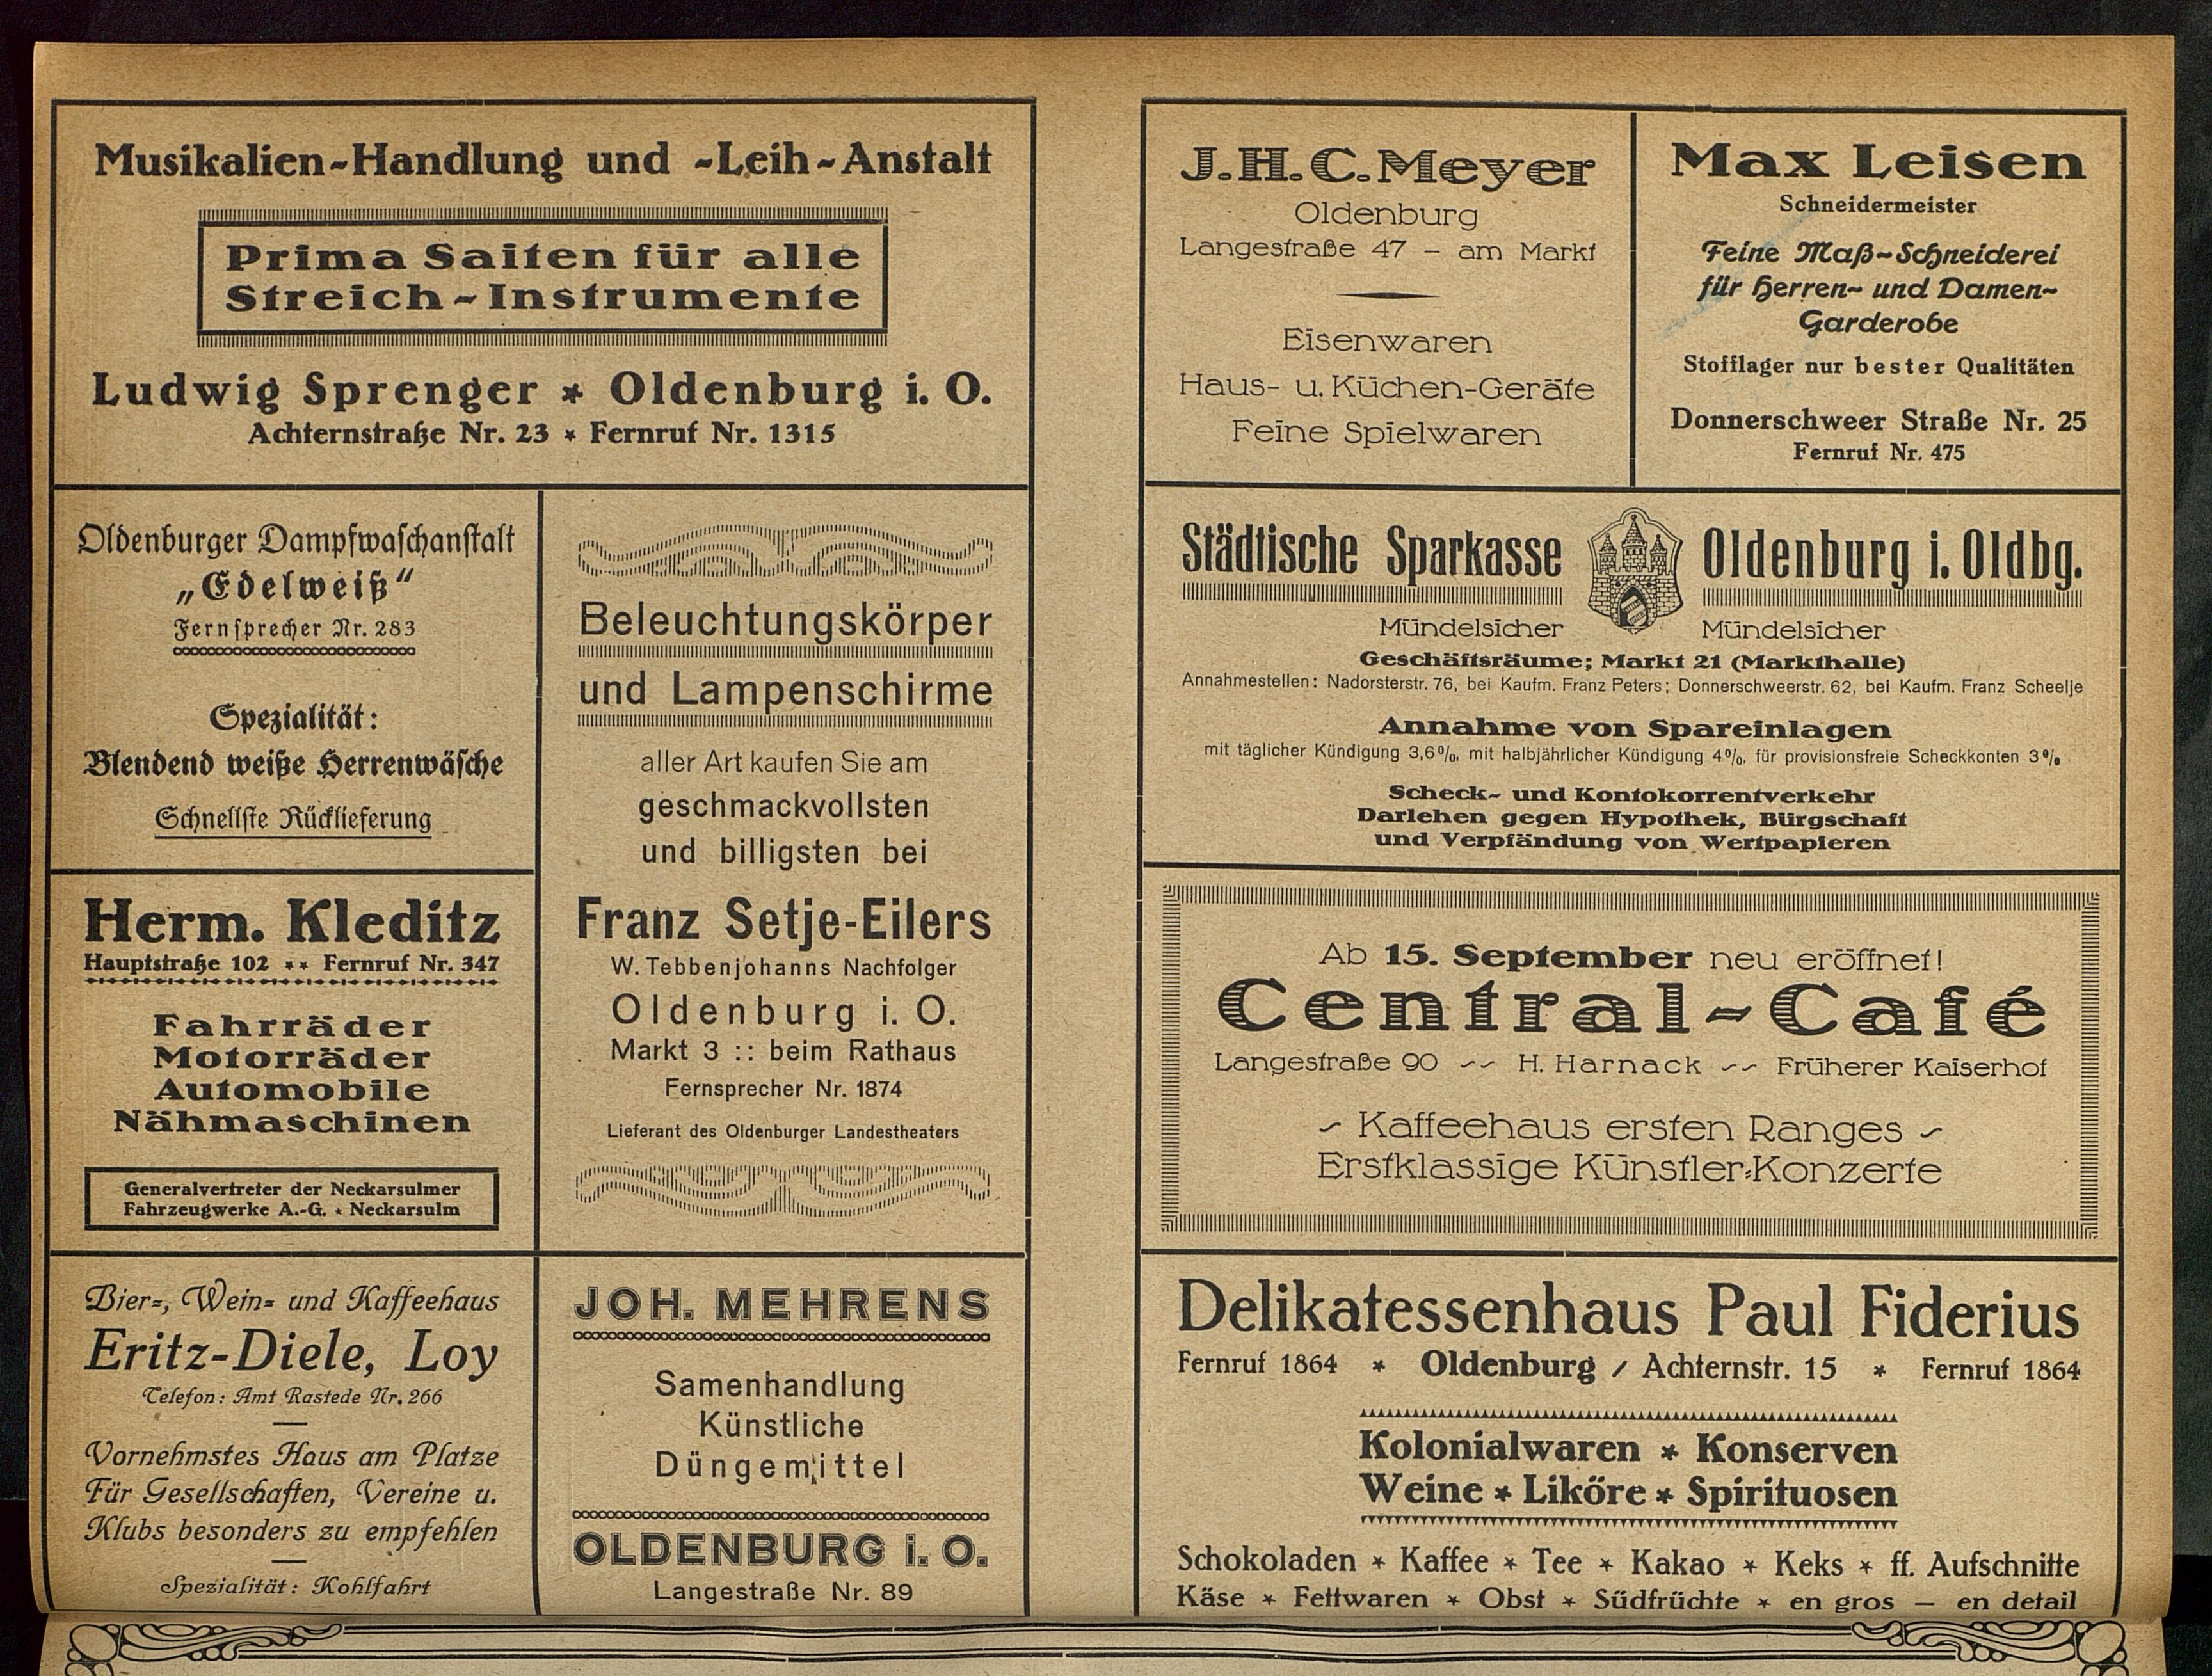 Musikalien-Handlung und -Leih-Anstalt
Prima Saiten für alle
Streich-Instrumente
Ludwig Sprenger * Oldenburg i. O.
Achternstraße Nr. 23 * Fernruf Nr. 1315
Oldenburger Dampfwaschanstalt
„Edelweiß“
Fernsprecher Nr. 283
Spezialität:
Blendend weiße Herrenwäsche
Schnellste Rücklieferung
Herm. Kleditz
Hauptstraße 102 ** Fernruf Nr. 347
Fahrräder
Motorräder
Automobile
Nähmaschinen
Generalvertreter der Neckarsulmer
Fahrzeugwerke A.-G. * Neckarsulm
Beleuchtungskörper
und Lampenschirme
aller Art kaufen Sie am
geschmackvollsten
und billigsten bei
Franz Setje-Eilers
W. Tebbenjohanns Nachfolger
Oldenburg i. O.
Markt 3 :: beim Rathaus
Fernsprecher Nr. 1874
Lieferant des Oldenburger Landestheaters
Bier-, Wein- und Kaffeehaus
Eritz-Diele, Loy
Telefon: Amt Rastede Nr. 266
Vornehmstes Haus am Platze
Für Gesellschaften, Vereine u.
Klubs besonders zu empfehlen
Spezialität: Kohlfahrt
JOH. MEHRENS
Samenhandlung
Künstliche
Düngemittel
OLDENBURG i. O.
Langestraße Nr. 89
J.H.C. Meyer
Oldenburg
Langestraße 47 – am Markt
Eisenwaren
Haus- u. Küchen-Geräte
Feine Spielwaren
Max Leisen
Schneidermeister
Feine Maß-Schneiderei
für Herren- und Damen-
Garderobe
Stofflager nur bester Qualitäten
Donnerschweer Straße Nr. 25
Fernruf Nr. 475
Städtische Sparkasse Oldenburg i. Oldbg.
Mündelsicher Mündelsicher
Geschäftsräume; Markt 21 (Markthalle)
Annahmestellen: Nadorsterstr. 76, bei Kaufm. Franz Peters; Donnerschweerstr. 62, bei Kaufm. Franz Scheelje
Annahme von Spareinlagen
mit täglicher Kündigung 3,6%, mit halbjährlicher Kündigung 4%, für provisionsfreie Scheckkonten 3%
Scheck- und Kontokorrentverkehr
Darlehen gegen Hypothek, Bürgschaft
und Verpfändung von Wertpapieren
Ab 15. September neu eröffnet!
Central-Café
Langestraße 90 -- H. Harnack -- Früherer Kaiserhof
- Kaffeehaus ersten Ranges -
Erstklassige Künstler-Konzerte
Delikatessenhaus Paul Fiderius
Fernruf 1864 * Oldenburg / Achternstr. 15 * Fernruf 1864
Kolonialwaren * Konserven
Weine * Liköre * Spirituosen
Schokoladen * Kaffee * Tee * Kakao * Keks * ff. Aufschnitte
Käse * Fettwaren * Obst * Südfrüchte * en gros — en detail